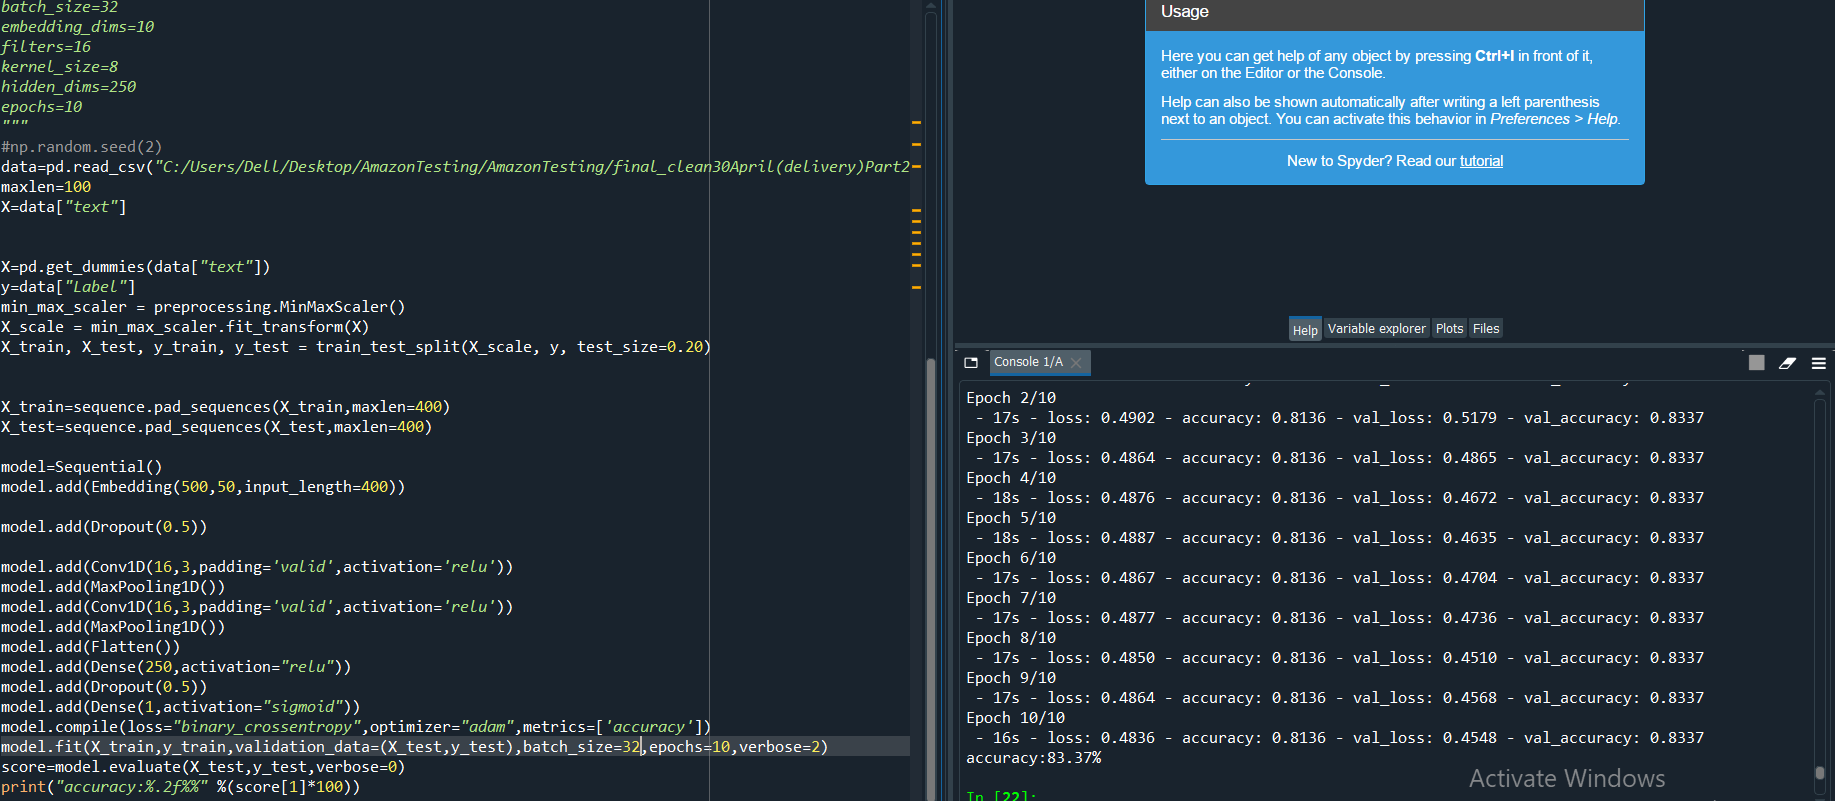 batch_size=32
embedding_dims=10
filters=16
kernel_size=8
hidden_dims=250
epochs=10
"""
#np.random.seed(2)
data=pd.read_csv("C:/Users/Dell/Desktop/AmazonTesting/AmazonTesting/final_clean30April(delivery)Part2
maxlen=100
X=data["text"]
X=pd.get_dummies(data["text"])
y=data["Label"]
min_max_scaler = preprocessing.MinMaxScaler()
X_scale = min_max_scaler.fit_transform(X)
X_train, X_test, y_train, y_test = train_test_split(X_scale, y, test_size=0.20)
X_train=sequence.pad_sequences(X_train,maxlen=400)
X_test=sequence.pad_sequences(X_test,maxlen=400)
model=Sequential()
model.add(Embedding(500,50,input_length=400))
model.add(Dropout(0.5))
model.add(Conv1D(16,3,padding='valid',activation='relu'))
model.add(MaxPooling1D())
model.add(Conv1D(16,3,padding='valid',activation='relu'))
model.add(MaxPooling1D())
model.add(Flatten())
model.add(Dense(250,activation="relu"))
model.add(Dropout(0.5))
model.add(Dense(1,activation="sigmoid"))
model.compile(loss="binary_crossentropy",optimizer="adam",metrics=['accuracy'])
model.fit(X_train,y_train,validation_data=(X_test,y_test),batch_size=32,epochs=10,verbose=2)
score=model.evaluate(X_test,y_test,verbose=0)
print("accuracy:%.2f%%" %(score[1]*100))
Usage
Here you can get help of any object by pressing Ctrl+I in front of it,
either on the Editor or the Console.
Help can also be shown automatically after writing a left parenthesis
next to an object. You can activate this behavior in Preferences > Help.
New to Spyder? Read our tutorial
Help Variable explorer Plots Files
Console 1/A
Epoch 2/10
- 17s - loss: 0.4902 - accuracy: 0.8136 - val_loss: 0.5179 - val_accuracy: 0.8337
Epoch 3/10
- 17s - loss: 0.4864 - accuracy: 0.8136 - val_loss: 0.4865 - val_accuracy: 0.8337
Epoch 4/10
- 18s - loss: 0.4876 - accuracy: 0.8136 - val_loss: 0.4672 - val_accuracy: 0.8337
Epoch 5/10
- 18s - loss: 0.4887 - accuracy: 0.8136 - val_loss: 0.4635 - val_accuracy: 0.8337
Epoch 6/10
- 17s - loss: 0.4867 - accuracy: 0.8136 - val_loss: 0.4704 - val_accuracy: 0.8337
Epoch 7/10
- 17s - loss: 0.4877 - accuracy: 0.8136 - val_loss: 0.4736 - val_accuracy: 0.8337
Epoch 8/10
- 17s - loss: 0.4850 - accuracy: 0.8136 - val_loss: 0.4510 - val_accuracy: 0.8337
Epoch 9/10
- 17s - loss: 0.4864 - accuracy: 0.8136 - val_loss: 0.4568 - val_accuracy: 0.8337
Epoch 10/10
- 16s - loss: 0.4836 - accuracy: 0.8136 - val_loss: 0.4548 - val_accuracy: 0.8337
accuracy:83.37%
Activate Windows
In [22]: